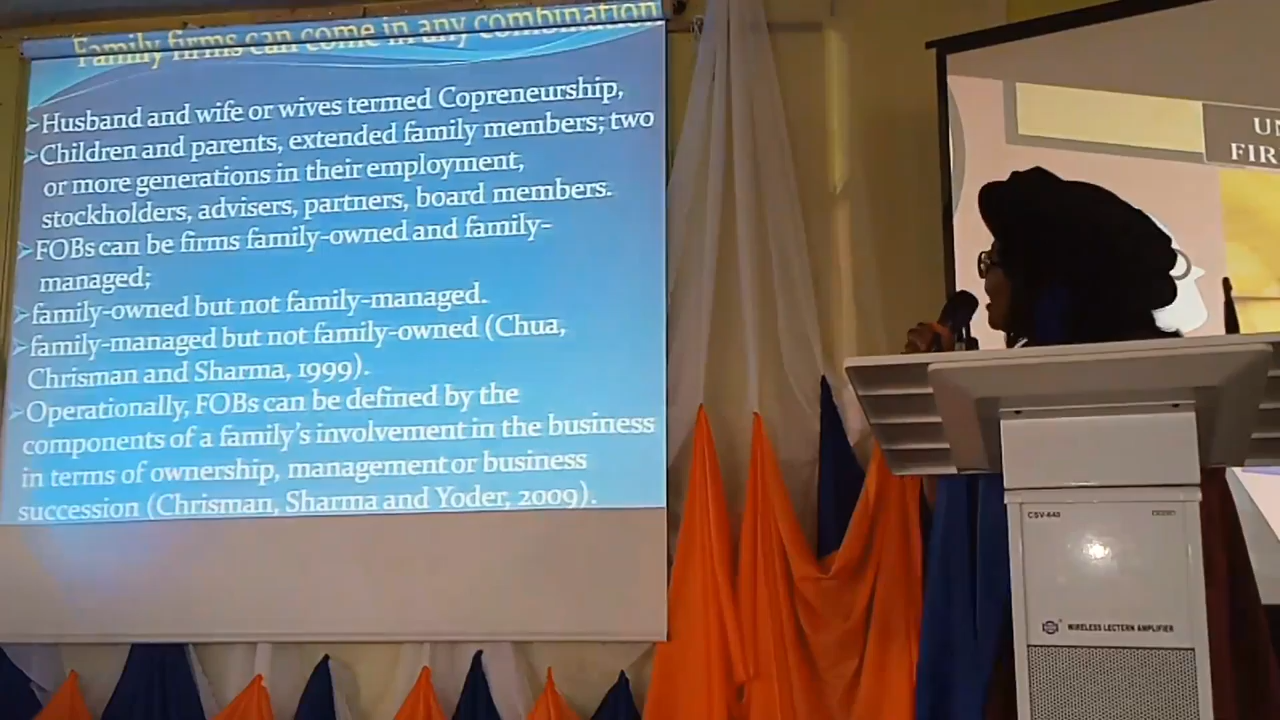 Family firms can come in any combination
➢Husband and wife or wives termed Copreneurship,
➢Children and parents, extended family members; two
or more generations in their employment,
stockholders, advisers, partners, board members.
➢FOBs can be firms family-owned and family-
managed;
➢family-owned but not family-managed.
➢family-managed but not family-owned (Chua,
Chrisman and Sharma, 1999).
➢Operationally, FOBs can be defined by the
components of a family's involvement in the business
in terms of ownership, management or business
succession (Chrisman, Sharma and Yoder, 2009).
UN
FIR
CSV-640
WIRELESS LECTERN AMPLIFIER